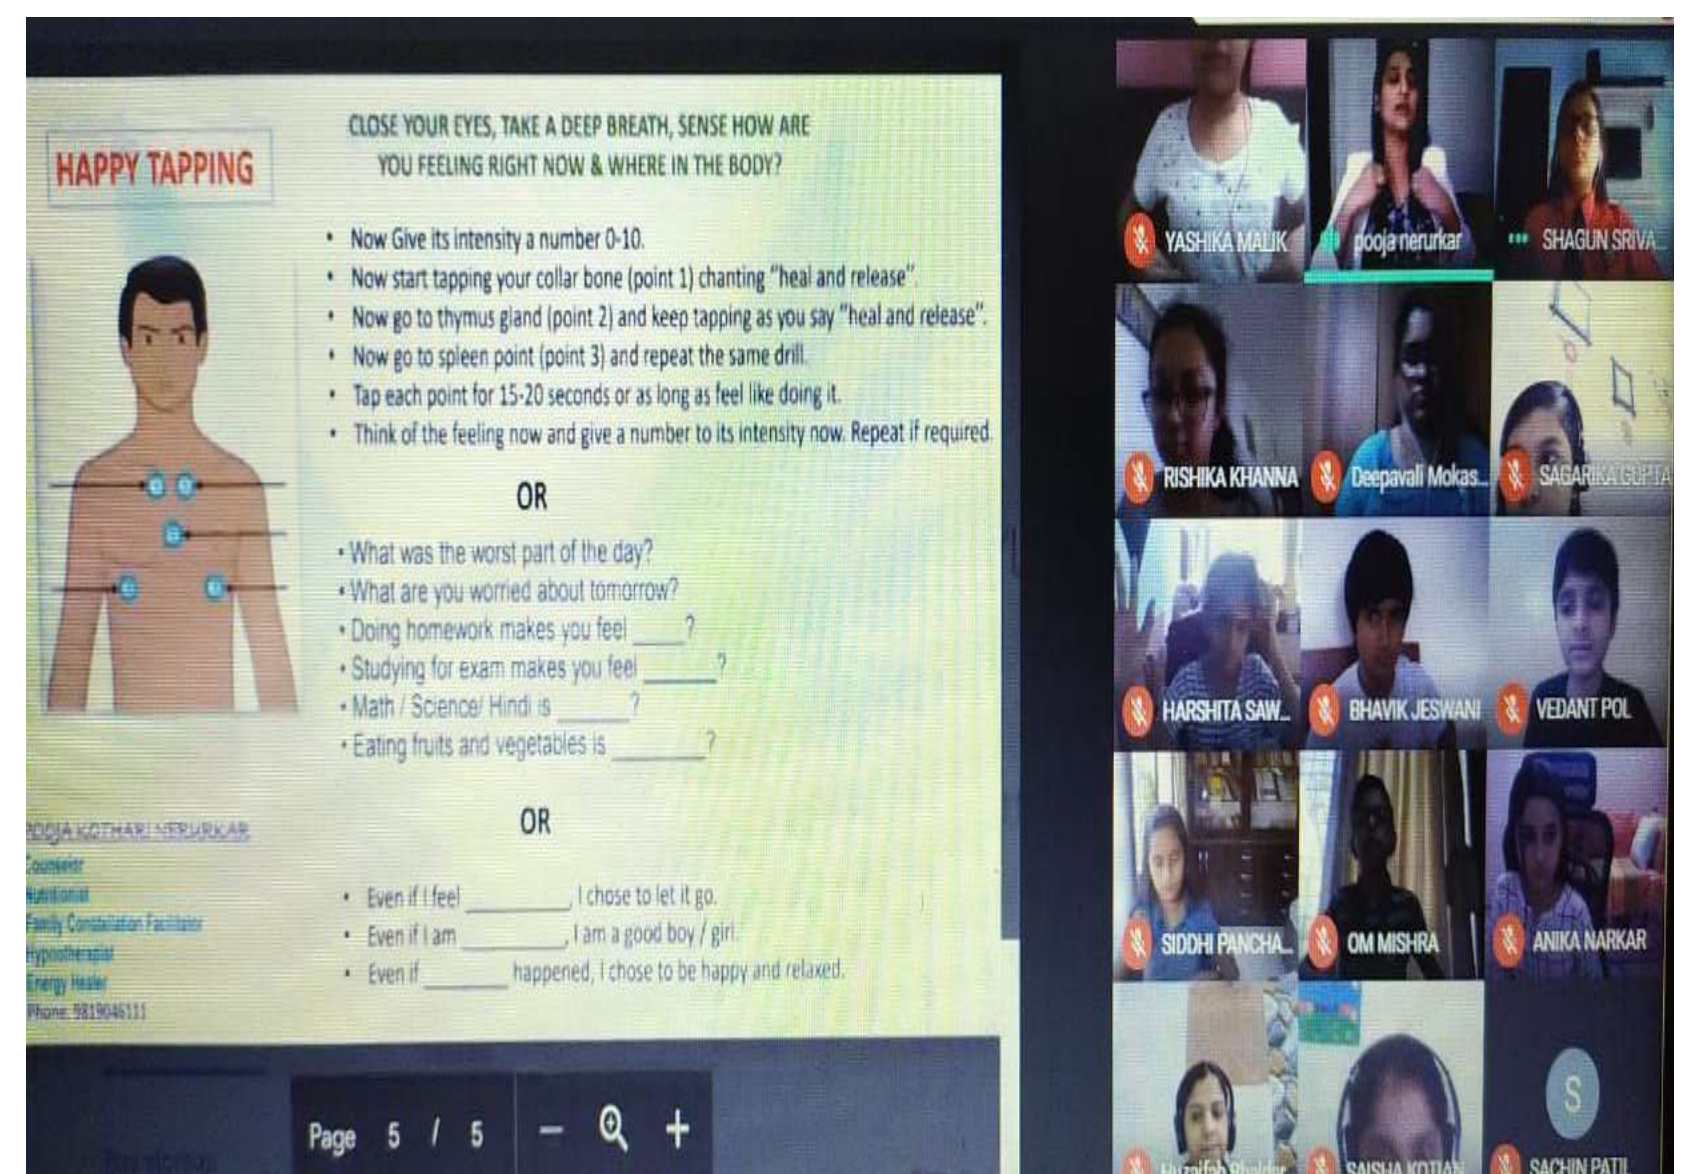 HAPPY TAPPING
CLOSE YOUR EYES, TAKE A DEEP BREATH, SENSE HOW ARE
YOU FEELING RIGHT NOW & WHERE IN THE BODY?
• Now Give its intensity a number 0-10.
• Now start tapping your collar bone (point 1) chanting "heal and release".
• Now go to thymus gland (point 2) and keep tapping as you say "heal and release".
• Now go to spleen point (point 3) and repeat the same drill.
• Tap each point for 15-20 seconds or as long as feel like doing it.
• Think of the feeling now and give a number to its intensity now. Repeat if required.
OR
• What was the worst part of the day?
• What are you worried about tomorrow?
• Doing homework makes you feel _____?
• Studying for exam makes you feel _______?
• Math / Science/ Hindi is _______?
• Eating fruits and vegetables is _________?
OR
• Even if I feel _________, I chose to let it go.
• Even if I am _________, I am a good boy / girl.
• Even if _______ happened, I chose to be happy and relaxed.
POOJA KOTHARI NERURKAR
Counselor
Nutritionist
Family Constellation Facilitator
Hypnotherapist
Energy Healer
Phone: 9819046111
Page 5 / 5
YASHIKA MALIK
pooja nerurkar
SHAGUN SRIVA...
RISHIKA KHANNA
Deepavali Mokas...
SAGARIKA GUPTA
HARSHITA SAW...
BHAVIK JESWANI
VEDANT POL
SIDDHI PANCHA...
OM MISHRA
ANIKA NARKAR
Huzaifah
SAISHA KOTIAN
S
SACHIN PATIL